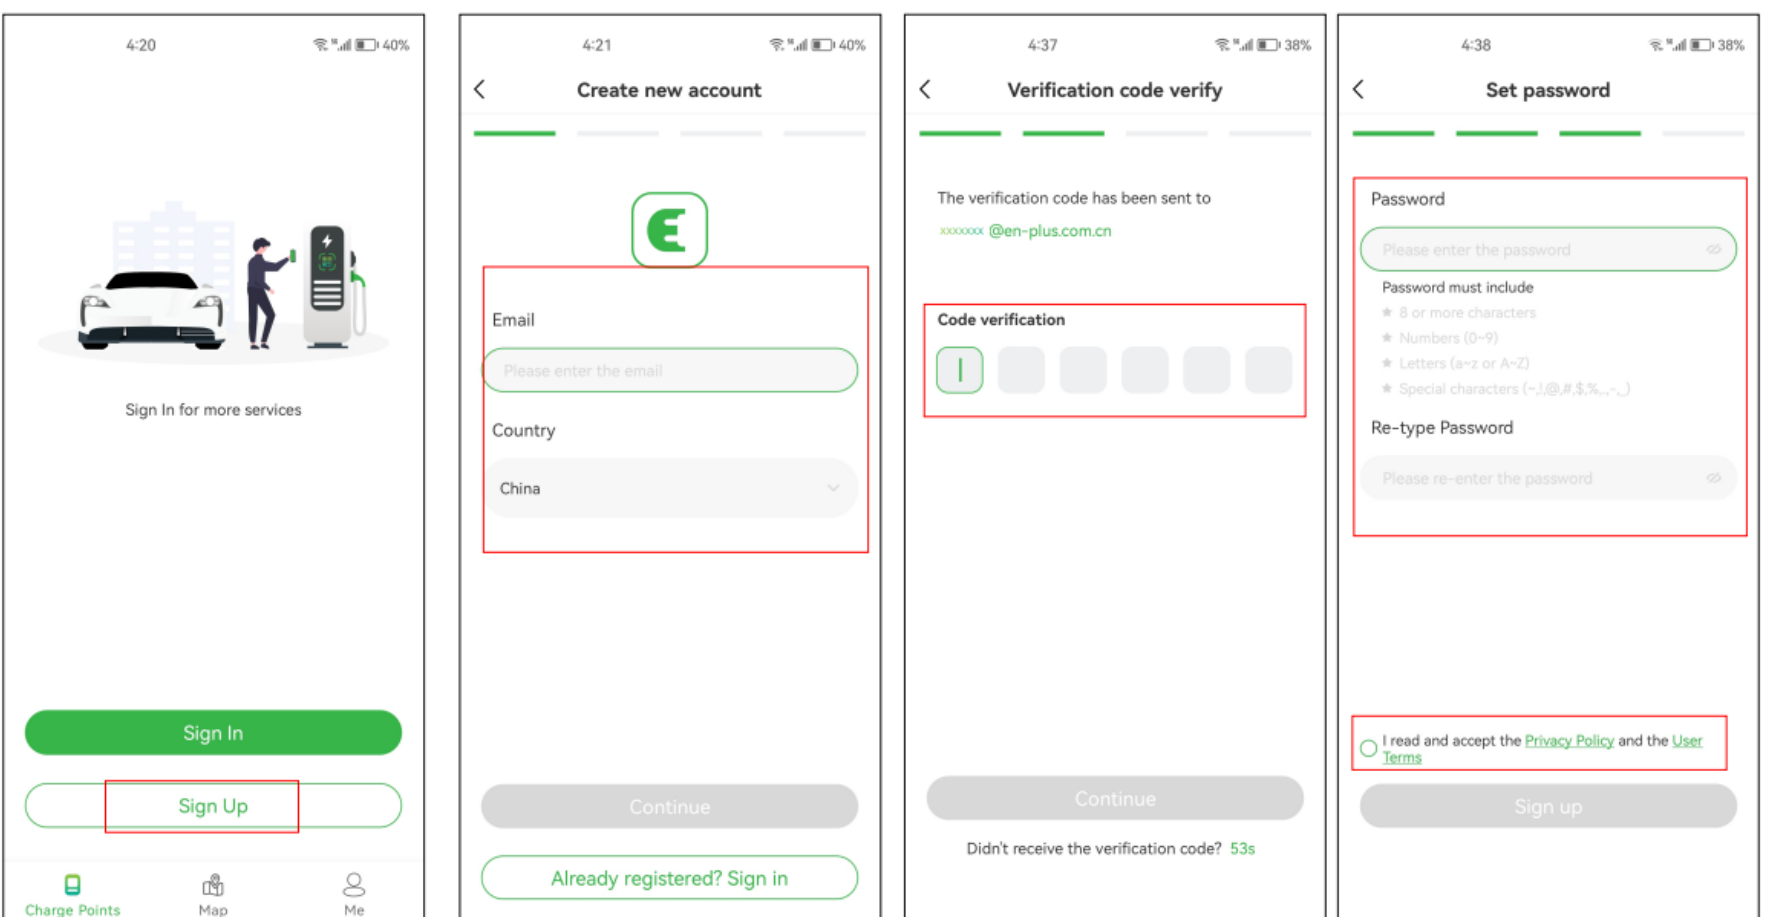 4:20
40%
Sign In for more services
Sign In
Sign Up
Charge Points
Map
Me
4:21
40%
Create new account
Email
Please enter the email
Country
China
Continue
Already registered? Sign in
4:37
38%
Verification code verify
The verification code has been sent to
xxxxxxx @en-plus.com.cn
Code verification
Continue
Didn't receive the verification code? 53s
4:38
38%
Set password
Password
Please enter the password
Password must include
8 or more characters
Numbers (0~9)
Letters (a~z or A~Z)
Special characters (~,!,@,#,$,%,.,-,_)
Re-type Password
Please re-enter the password
I read and accept the Privacy Policy and the User
Terms
Sign up